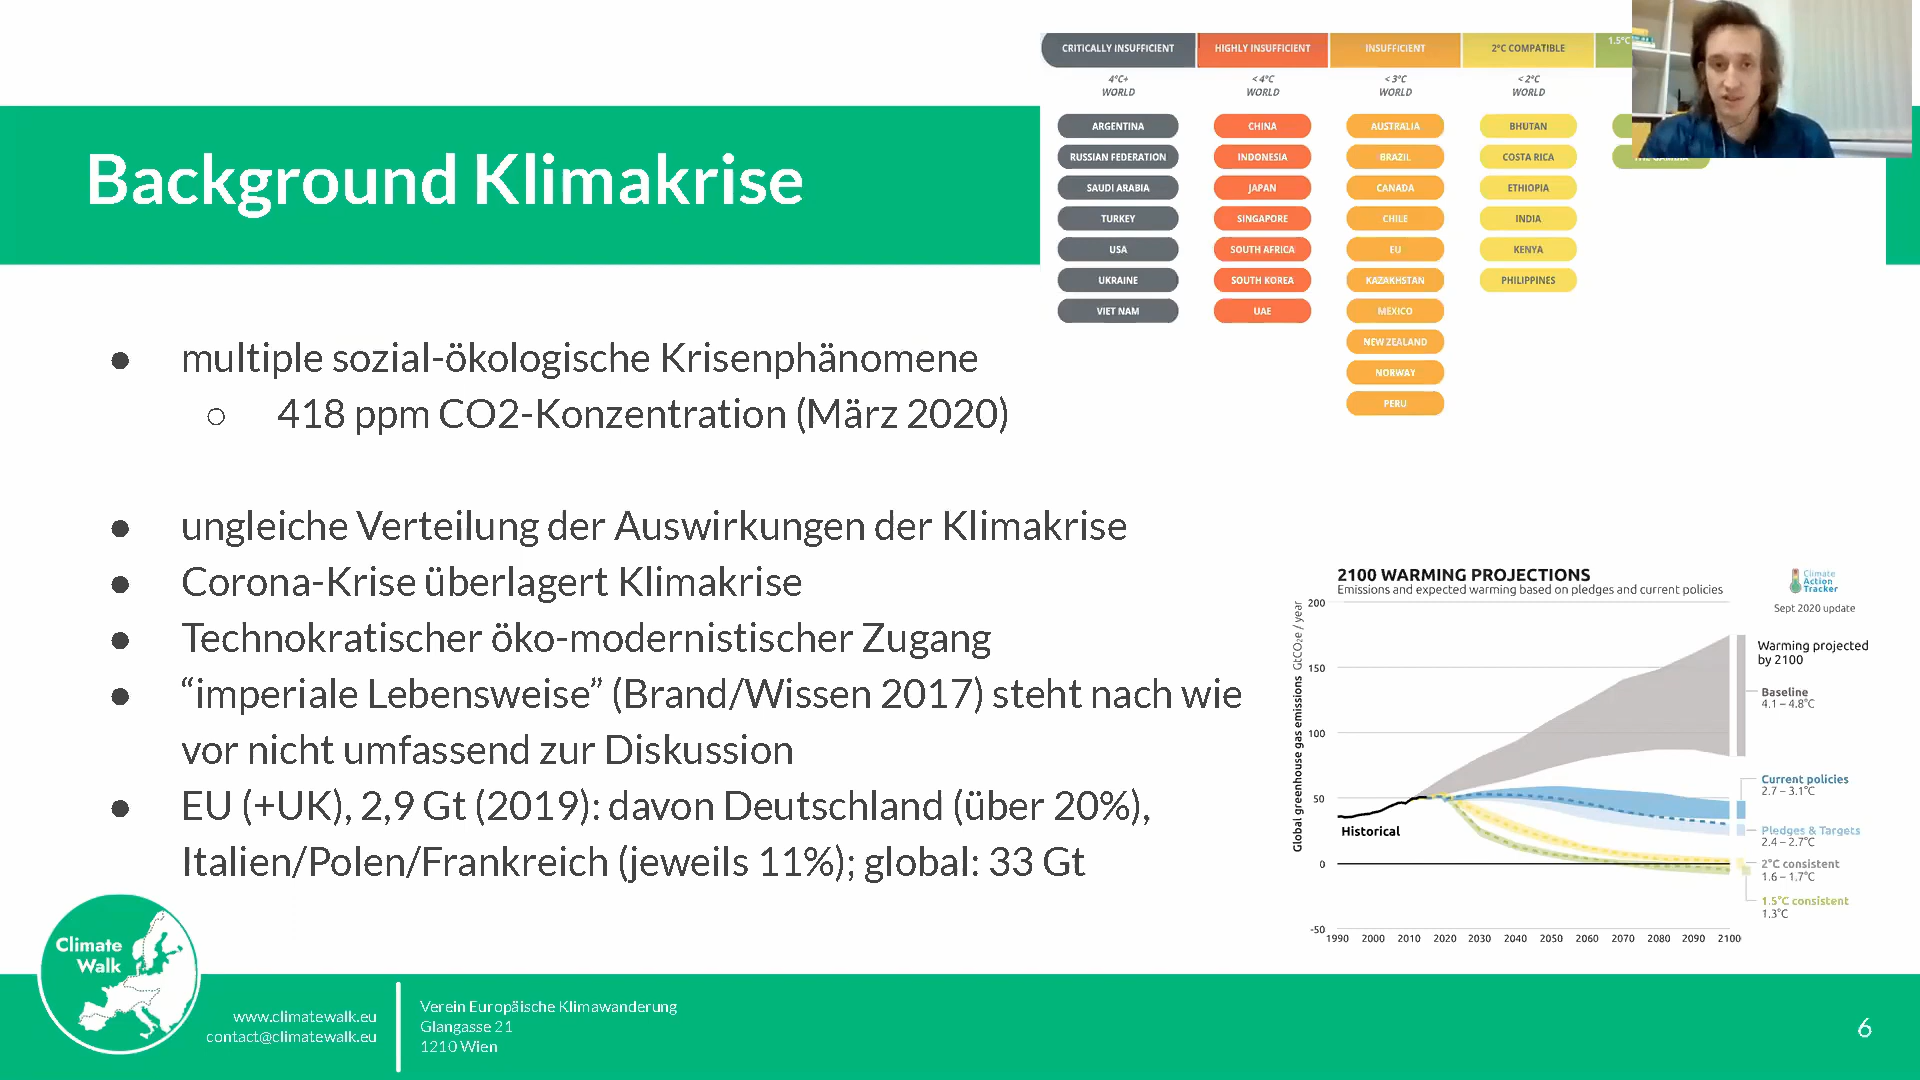 CRITICALLY INSUFFICIENT
HIGHLY INSUFFICIENT
INSUFFICIENT
2°C COMPATIBLE
1.5°C
4°C+
WORLD
< 4°C
WORLD
< 3°C
WORLD
< 2°C
WORLD
ARGENTINA
RUSSIAN FEDERATION
SAUDI ARABIA
TURKEY
USA
UKRAINE
VIET NAM
CHINA
INDONESIA
JAPAN
SINGAPORE
SOUTH AFRICA
SOUTH KOREA
UAE
AUSTRALIA
BRAZIL
CANADA
CHILE
EU
KAZAKHSTAN
MEXICO
NEW ZEALAND
NORWAY
PERU
BHUTAN
COSTA RICA
ETHIOPIA
INDIA
KENYA
PHILIPPINES
THE GAMBIA
Background Klimakrise
● multiple sozial-ökologische Krisenphänomene
○ 418 ppm CO2-Konzentration (März 2020)
● ungleiche Verteilung der Auswirkungen der Klimakrise
● Corona-Krise überlagert Klimakrise
● Technokratischer öko-modernistischer Zugang
● “imperiale Lebensweise” (Brand/Wissen 2017) steht nach wie
vor nicht umfassend zur Diskussion
● EU (+UK), 2,9 Gt (2019): davon Deutschland (über 20%),
Italien/Polen/Frankreich (jeweils 11%); global: 33 Gt
2100 WARMING PROJECTIONS
Emissions and expected warming based on pledges and current policies
Climate
Action
Tracker
Sept 2020 update
Global greenhouse gas emissions GtCO₂e / year
200
150
100
50
0
-50
Historical
1990 2000 2010 2020 2030 2040 2050 2060 2070 2080 2090 2100
Warming projected
by 2100
Baseline
4.1 – 4.8°C
Current policies
2.7 – 3.1°C
Pledges & Targets
2.4 – 2.7°C
2°C consistent
1.6 – 1.7°C
1.5°C consistent
1.3°C
Climate
Walk
www.climatewalk.eu
contact@climatewalk.eu
Verein Europäische Klimawanderung
Glangasse 21
1210 Wien
6